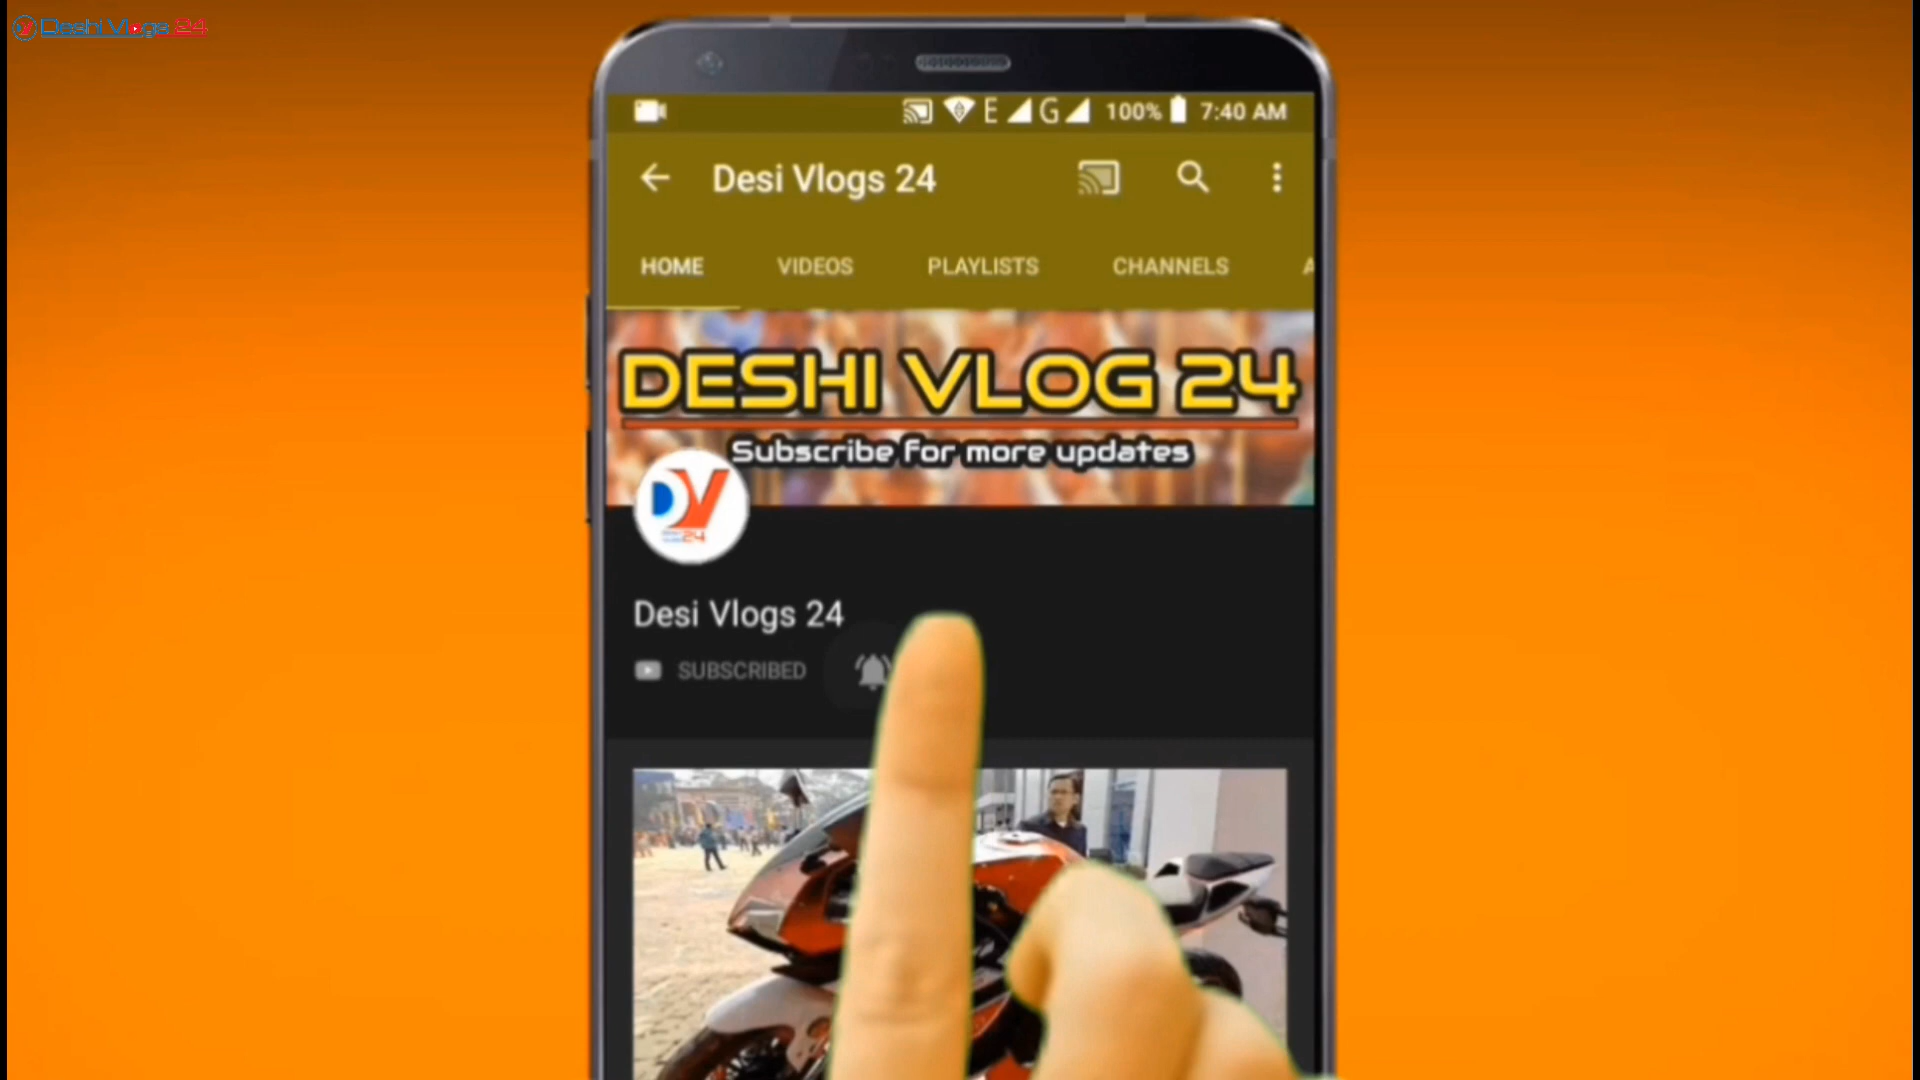 Deshi Vlogs 24
E G 100% 7:40 AM
Desi Vlogs 24
HOME VIDEOS PLAYLISTS CHANNELS A
DESHI VLOG 24
Subscribe for more updates
DV
24
Desi Vlogs 24
SUBSCRIBED